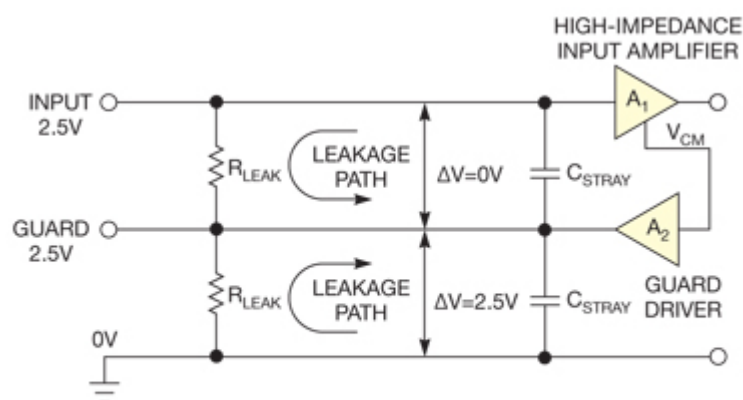 HIGH-IMPEDANCE
INPUT AMPLIFIER
INPUT
2.5V
A1
VCM
RLEAK
LEAKAGE
PATH
ΔV=0V
CSTRAY
GUARD
2.5V
A2
RLEAK
LEAKAGE
PATH
ΔV=2.5V
CSTRAY
GUARD
DRIVER
0V